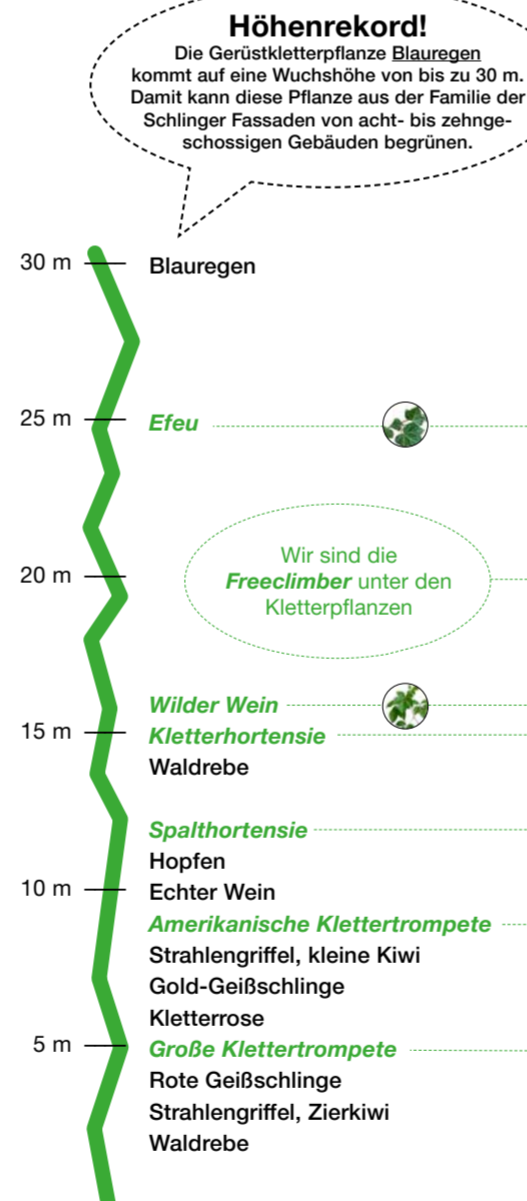 Höhenrekord!
Die Gerüstkletterpflanze Blauregen
kommt auf eine Wuchshöhe von bis zu 30 m.
Damit kann diese Pflanze aus der Familie der
Schlinger Fassaden von acht- bis zehnge-
schossigen Gebäuden begrünen.
30 m Blauregen
25 m Efeu
Wir sind die
20 m Freeclimber unter den
Kletterpflanzen
Wilder Wein
15 m Kletterhortensie
Waldrebe
Spalthortensie
Hopfen
10 m Echter Wein
Amerikanische Klettertrompete
Strahlengriffel, kleine Kiwi
Gold-Geißschlinge
Kletterrose
5 m Große Klettertrompete
Rote Geißschlinge
Strahlengriffel, Zierkiwi
Waldrebe